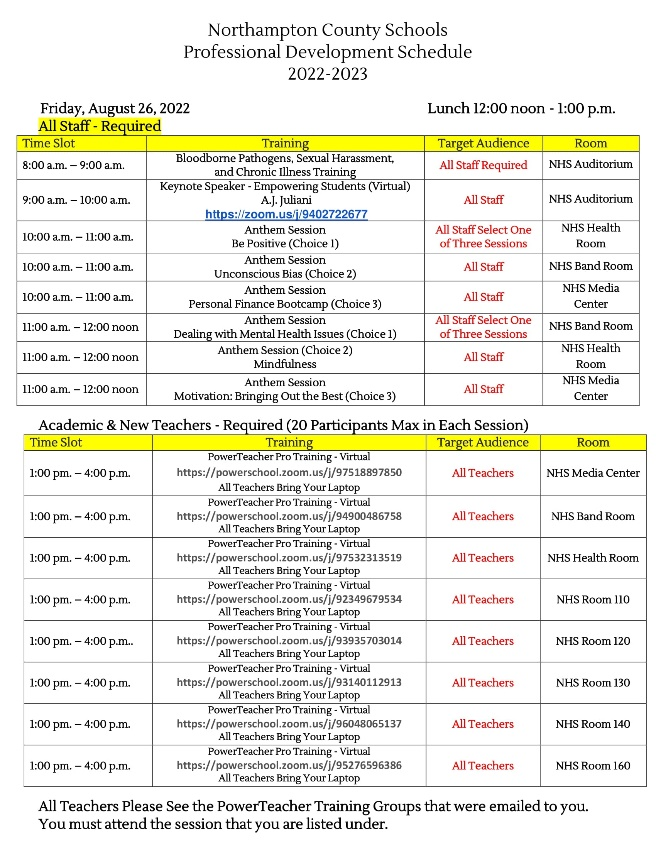 Northampton County Schools
Professional Development Schedule
2022-2023
Friday, August 26, 2022 Lunch 12:00 noon - 1:00 p.m.
All Staff - Required
Time Slot Training Target Audience Room
8:00 a.m. – 9:00 a.m. Bloodborne Pathogens, Sexual Harassment, and Chronic Illness Training All Staff Required NHS Auditorium
9:00 a.m. – 10:00 a.m. Keynote Speaker - Empowering Students (Virtual) A.J. Juliani https://zoom.us/j/9402722677 All Staff NHS Auditorium
10:00 a.m. – 11:00 a.m. Anthem Session Be Positive (Choice 1) All Staff Select One of Three Sessions NHS Health Room
10:00 a.m. – 11:00 a.m. Anthem Session Unconscious Bias (Choice 2) All Staff NHS Band Room
10:00 a.m. – 11:00 a.m. Anthem Session Personal Finance Bootcamp (Choice 3) All Staff NHS Media Center
11:00 a.m. – 12:00 noon Anthem Session Dealing with Mental Health Issues (Choice 1) All Staff Select One of Three Sessions NHS Band Room
11:00 a.m. – 12:00 noon Anthem Session (Choice 2) Mindfulness All Staff NHS Health Room
11:00 a.m. – 12:00 noon Anthem Session Motivation: Bringing Out the Best (Choice 3) All Staff NHS Media Center
Academic & New Teachers - Required (20 Participants Max in Each Session)
Time Slot Training Target Audience Room
1:00 pm. – 4:00 p.m. PowerTeacher Pro Training - Virtual https://powerschool.zoom.us/j/97518897850 All Teachers Bring Your Laptop All Teachers NHS Media Center
1:00 pm. – 4:00 p.m. PowerTeacher Pro Training - Virtual https://powerschool.zoom.us/j/94900486758 All Teachers Bring Your Laptop All Teachers NHS Band Room
1:00 pm. – 4:00 p.m. PowerTeacher Pro Training - Virtual https://powerschool.zoom.us/j/97532313519 All Teachers Bring Your Laptop All Teachers NHS Health Room
1:00 pm. – 4:00 p.m. PowerTeacher Pro Training - Virtual https://powerschool.zoom.us/j/92349679534 All Teachers Bring Your Laptop All Teachers NHS Room 110
1:00 pm. – 4:00 p.m.. PowerTeacher Pro Training - Virtual https://powerschool.zoom.us/j/93935703014 All Teachers Bring Your Laptop All Teachers NHS Room 120
1:00 pm. – 4:00 p.m. PowerTeacher Pro Training - Virtual https://powerschool.zoom.us/j/93140112913 All Teachers Bring Your Laptop All Teachers NHS Room 130
1:00 pm. – 4:00 p.m. PowerTeacher Pro Training - Virtual https://powerschool.zoom.us/j/96048065137 All Teachers Bring Your Laptop All Teachers NHS Room 140
1:00 pm. – 4:00 p.m. PowerTeacher Pro Training - Virtual https://powerschool.zoom.us/j/95276596386 All Teachers Bring Your Laptop All Teachers NHS Room 160
All Teachers Please See the PowerTeacher Training Groups that were emailed to you.
You must attend the session that you are listed under.